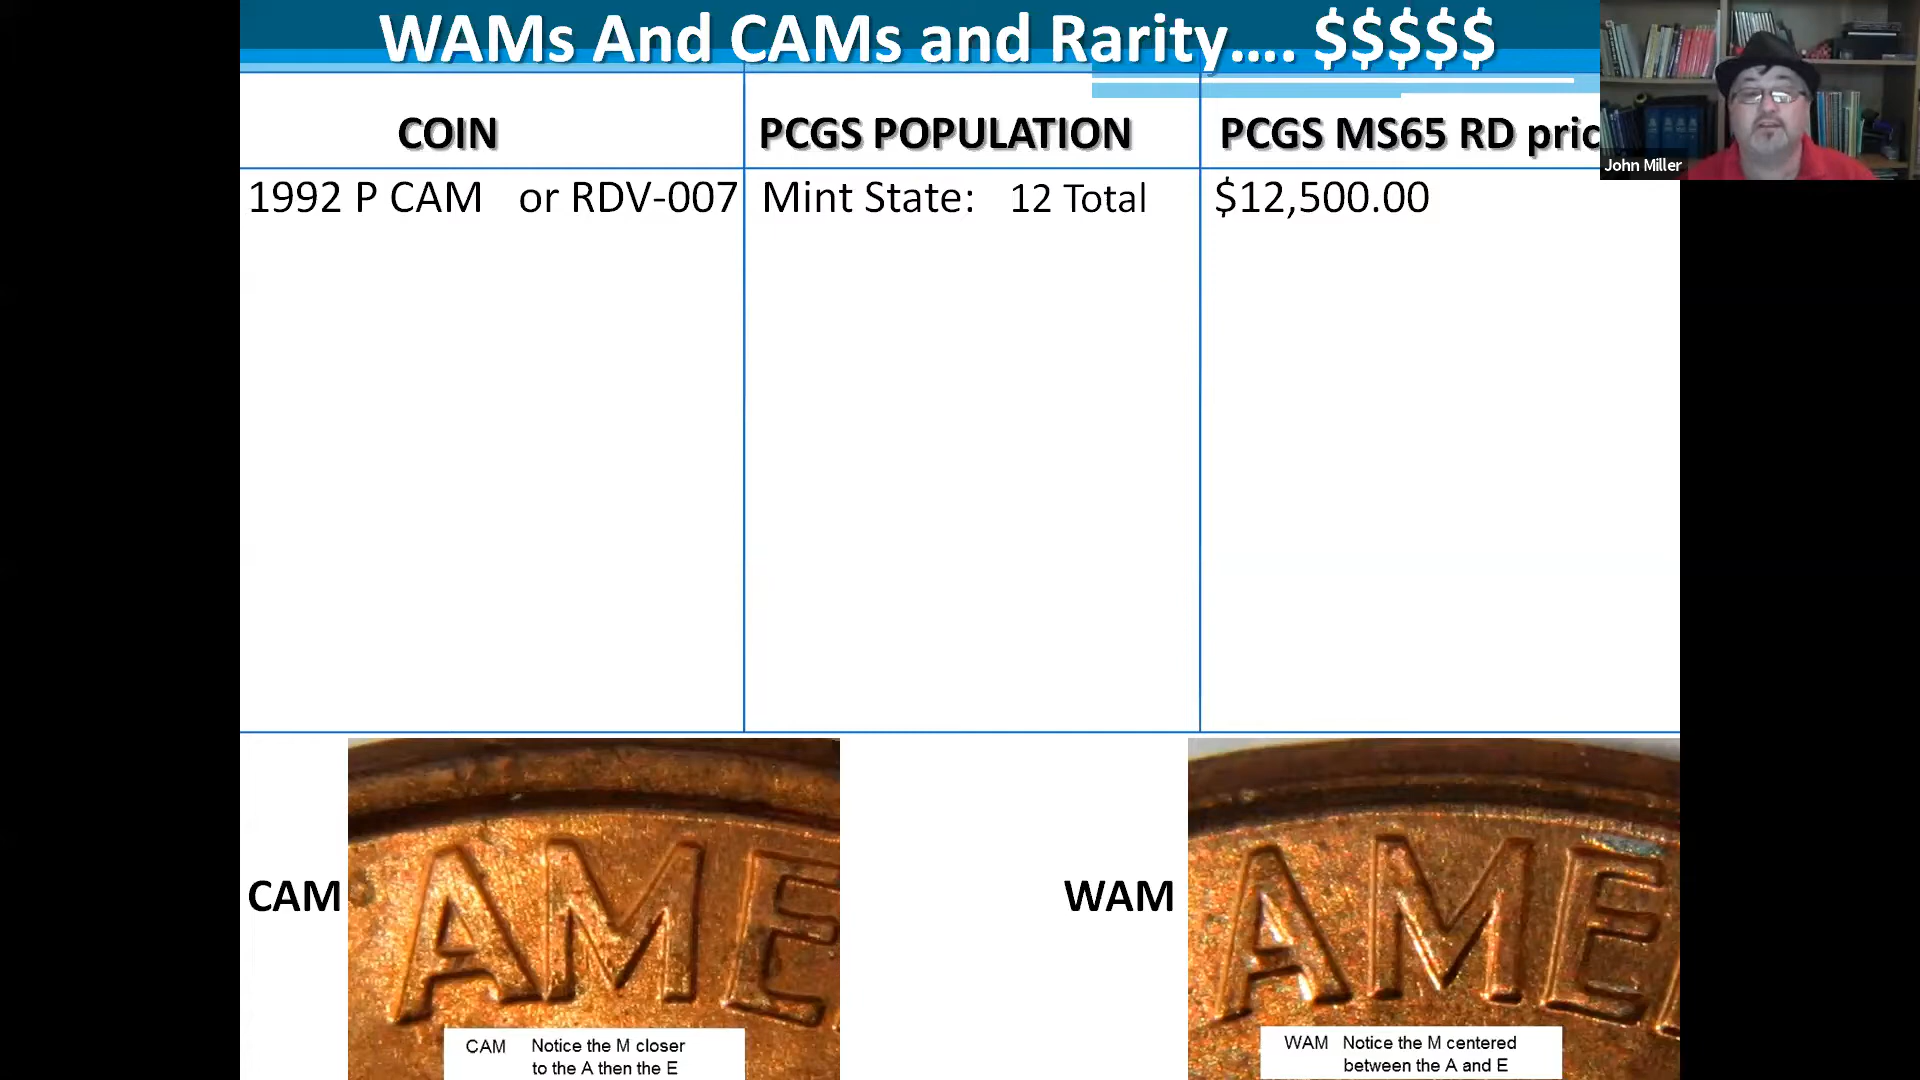 WAMs And CAMs and Rarity.... $$$$$
COIN
PCGS POPULATION
PCGS MS65 RD pric
John Miller
1992 P CAM or RDV-007
Mint State: 12 Total
$12,500.00
CAM
AME
WAM
AME
CAM Notice the M closer
to the A then the E
WAM Notice the M centered
between the A and E